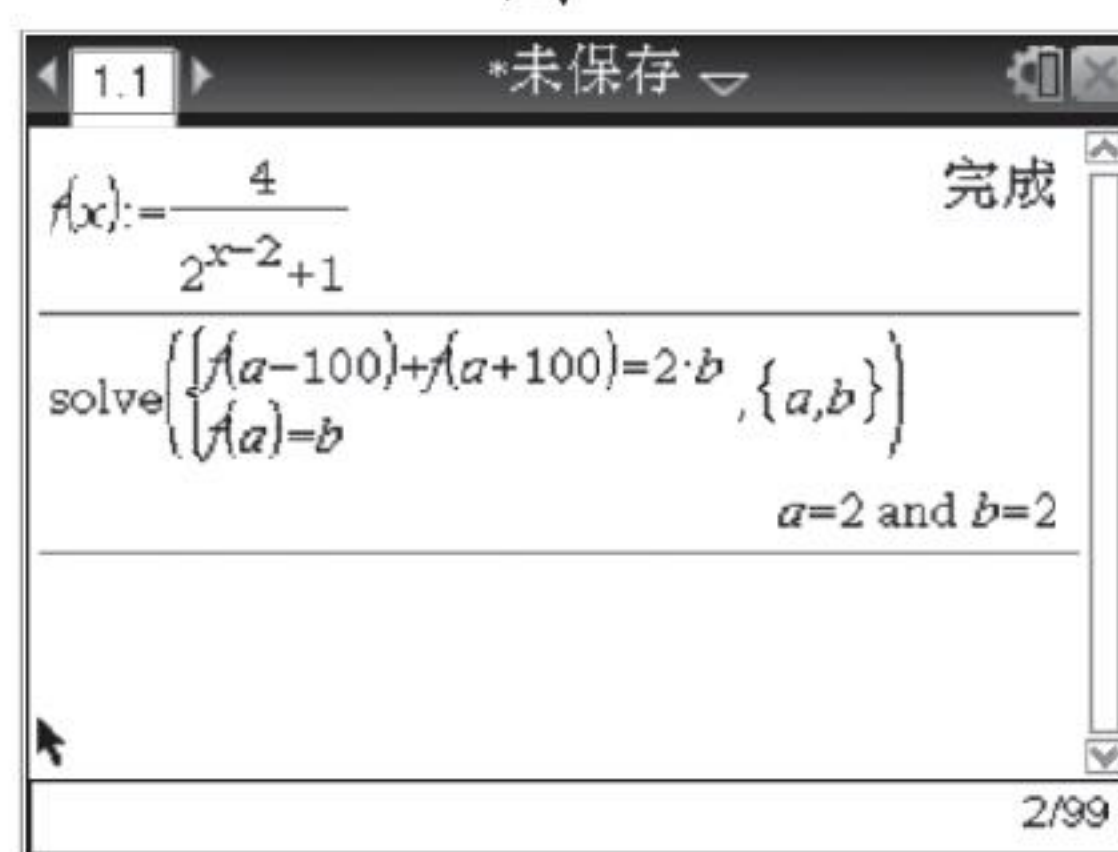 1.1 *未保存
f(x):=4/(2^(x-2)+1) 完成
solve({f(a-100)+f(a+100)=2·b
f(a)=b ,{a,b})
a=2 and b=2
2/99